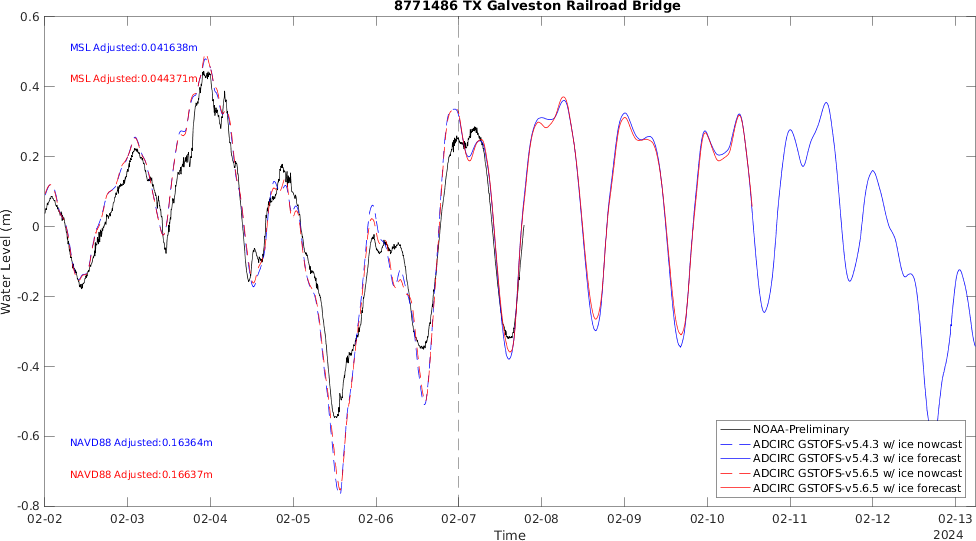 8771486 TX Galveston Railroad Bridge
0.6
0.4
0.2
0
-0.2
-0.4
-0.6
-0.8
Water Level (m)
MSL Adjusted:0.041638m
MSL Adjusted:0.044371m
NAVD88 Adjusted:0.16364m
NAVD88 Adjusted:0.16637m
NOAA-Preliminary
ADCIRC GSTOFS-v5.4.3 w/ ice nowcast
ADCIRC GSTOFS-v5.4.3 w/ ice forecast
ADCIRC GSTOFS-v5.6.5 w/ ice nowcast
ADCIRC GSTOFS-v5.6.5 w/ ice forecast
02-02 02-03 02-04 02-05 02-06 02-07 02-08 02-09 02-10 02-11 02-12 02-13
Time
2024